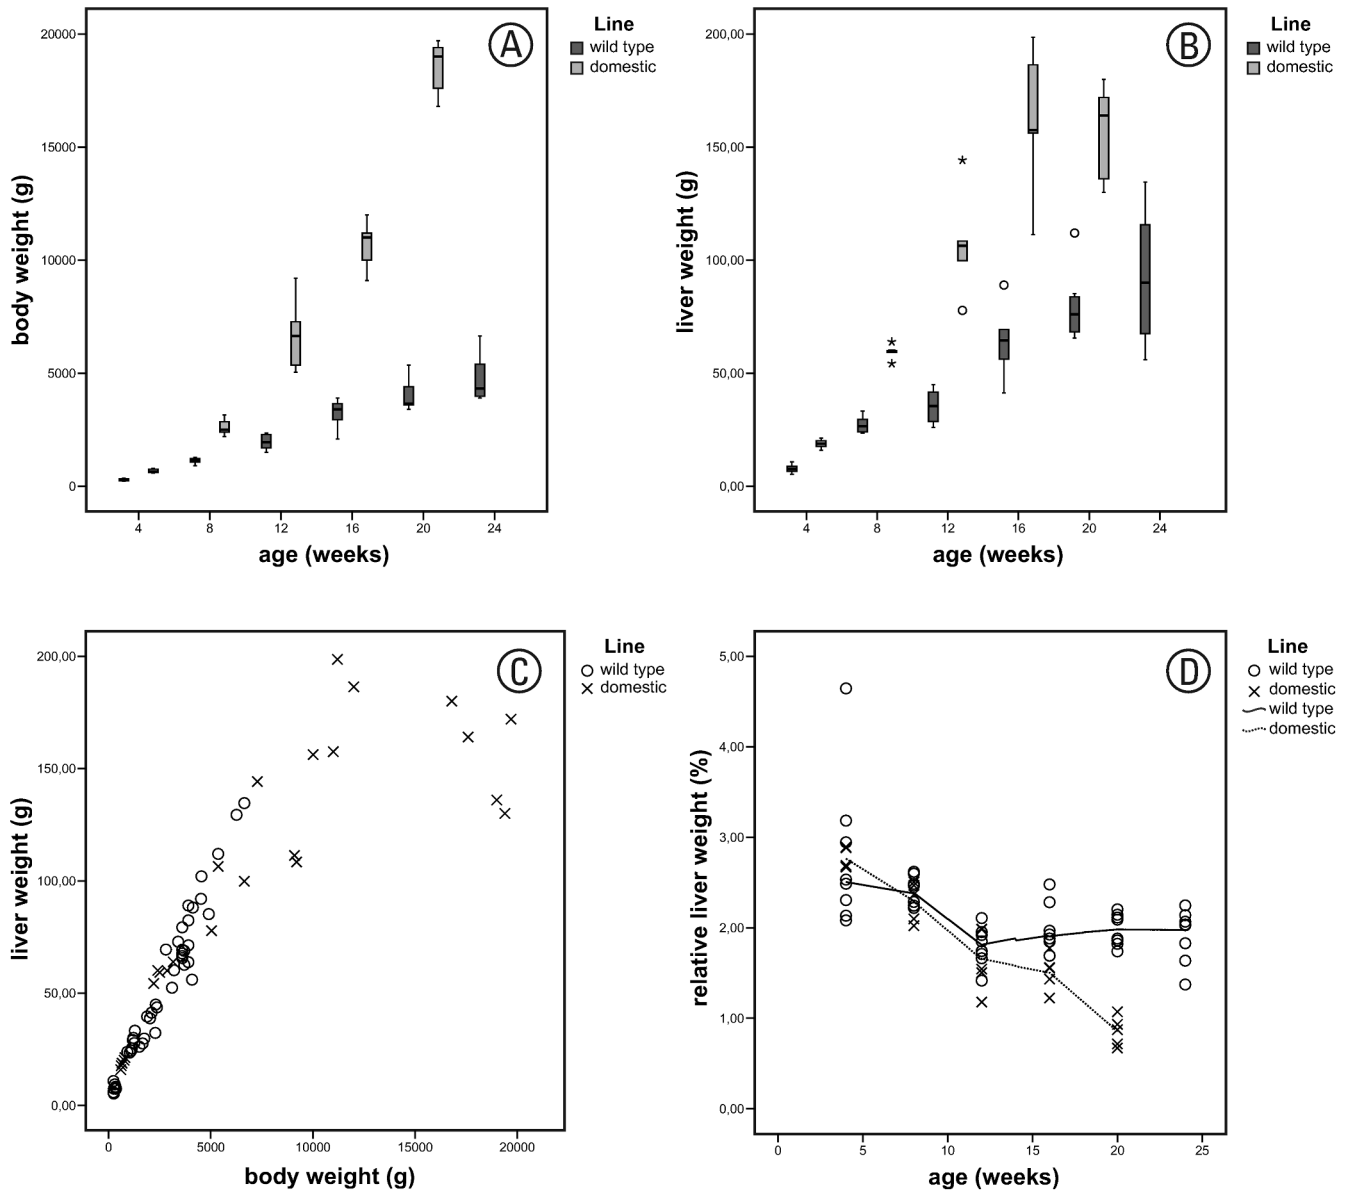 A
Line
wild type
domestic
body weight (g)
20000
15000
10000
5000
0
4 8 12 16 20 24
age (weeks)
B
Line
wild type
domestic
liver weight (g)
200,00
150,00
100,00
50,00
0,00
4 8 12 16 20 24
age (weeks)
C
Line
wild type
domestic
liver weight (g)
200,00
150,00
100,00
50,00
0,00
0 5000 10000 15000 20000
body weight (g)
D
Line
wild type
domestic
wild type
domestic
relative liver weight (%)
5,00
4,00
3,00
2,00
1,00
0,00
0 5 10 15 20 25
age (weeks)